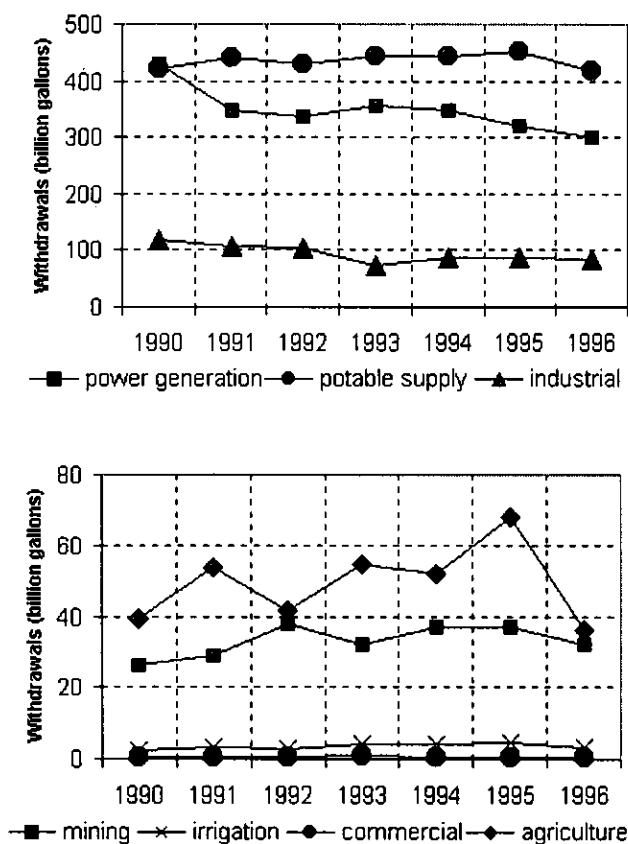 Withdrawals (billion gallons)
500
400
300
200
100
0
1990 1991 1992 1993 1994 1995 1996
power generation potable supply industrial
Withdrawals (billion gallons)
80
60
40
20
0
1990 1991 1992 1993 1994 1995 1996
mining irrigation commercial agriculture